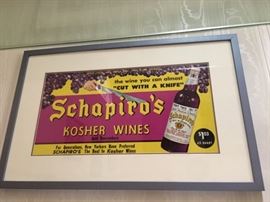 the wine you can almost
"CUT WITH A KNIFE"
Schapiro's
KOSHER WINES
For Generations, New Yorkers Have Preferred
SCHAPIRO'S The Best In Kosher Wines
Schapiro's